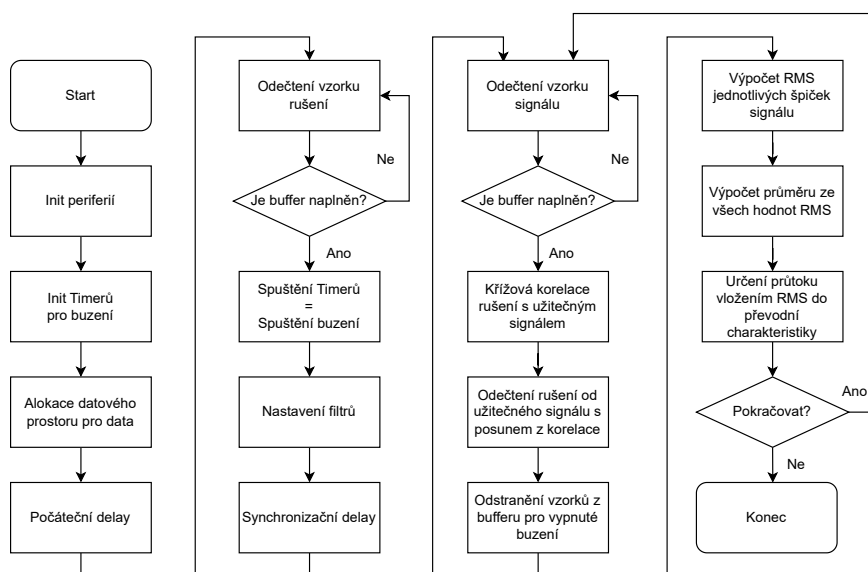 Start
Init periferií
Init Timerů
pro buzení
Alokace datového
prostoru pro data
Počáteční delay
Odečtení vzorku
rušení
Ne
Je buffer naplněn?
Ano
Spuštění Timerů
=
Spuštění buzení
Nastavení filtrů
Synchronizační delay
Odečtení vzorku
signálu
Ne
Je buffer naplněn?
Ano
Křížová korelace
rušení s užitečným
signálem
Odečtení rušení od
užitečného signálu s
posunem z korelace
Odstranění vzorků z
bufferu pro vypnuté
buzení
Výpočet RMS
jednotlivých špiček
signálu
Výpočet průměru ze
všech hodnot RMS
Určení průtoku
vložením RMS do
převodní
charakteristiky
Pokračovat?
Ano
Ne
Konec